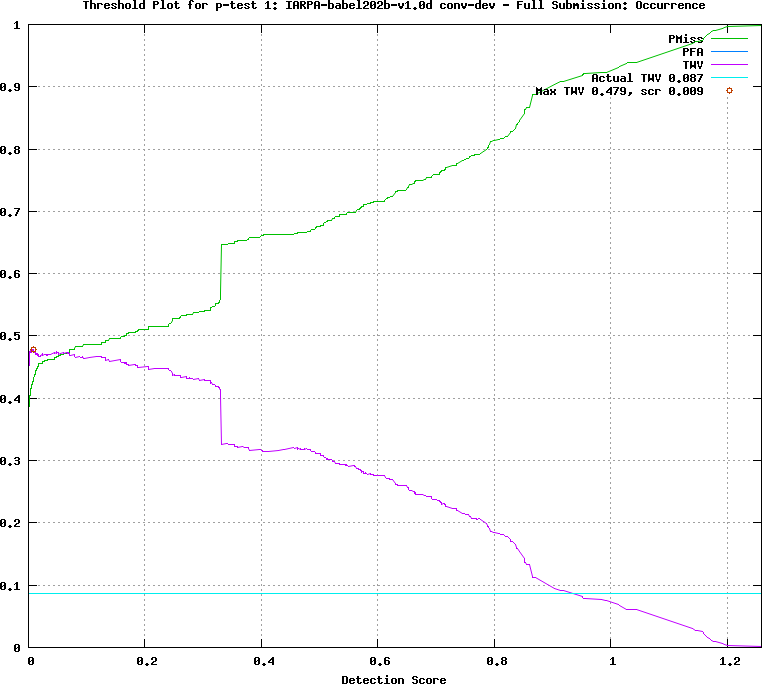 Threshold Plot for p-test 1: IARPA-babel202b-v1.0d conv-dev - Full Submission: Occurrence
1
0.9
0.8
0.7
0.6
0.5
0.4
0.3
0.2
0.1
0
PMiss
PFA
TWV
Actual TWV 0.087
Max TWV 0.479, scr 0.009
0 0.2 0.4 0.6 0.8 1 1.2
Detection Score